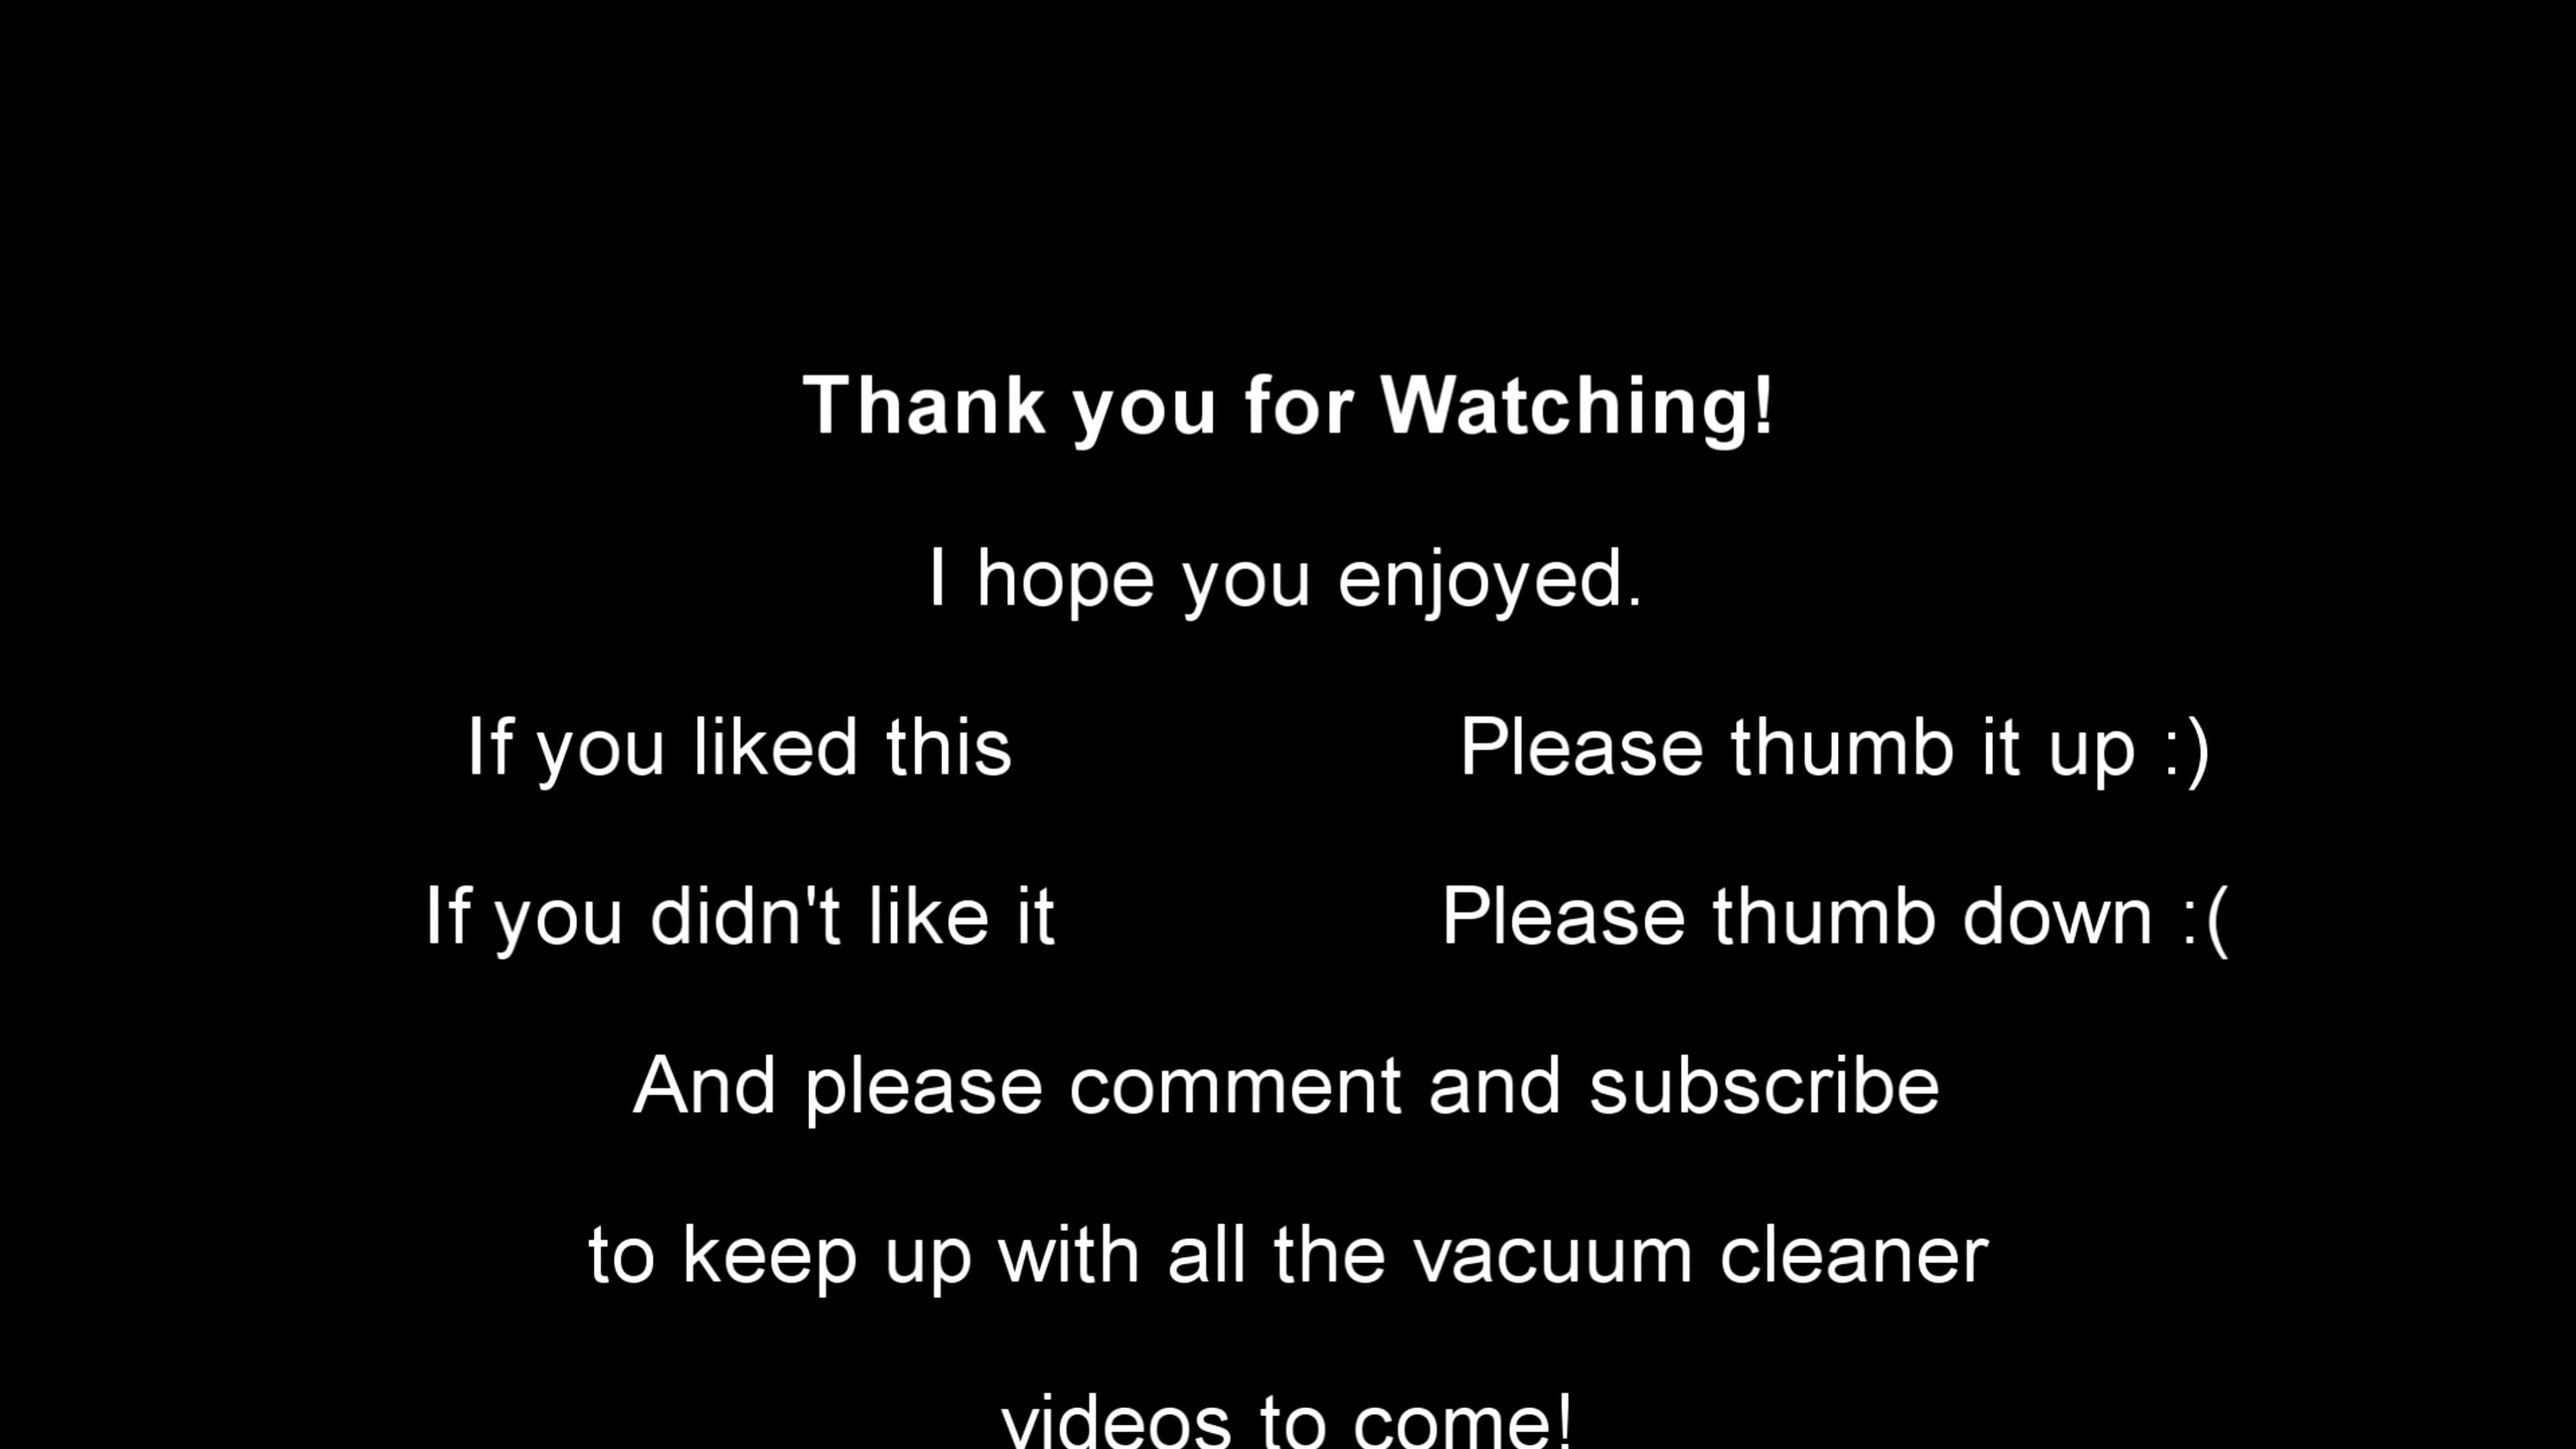 Thank you for Watching!
I hope you enjoyed.
If you liked this Please thumb it up :)
If you didn't like it Please thumb down :(
And please comment and subscribe
to keep up with all the vacuum cleaner
videos to come!